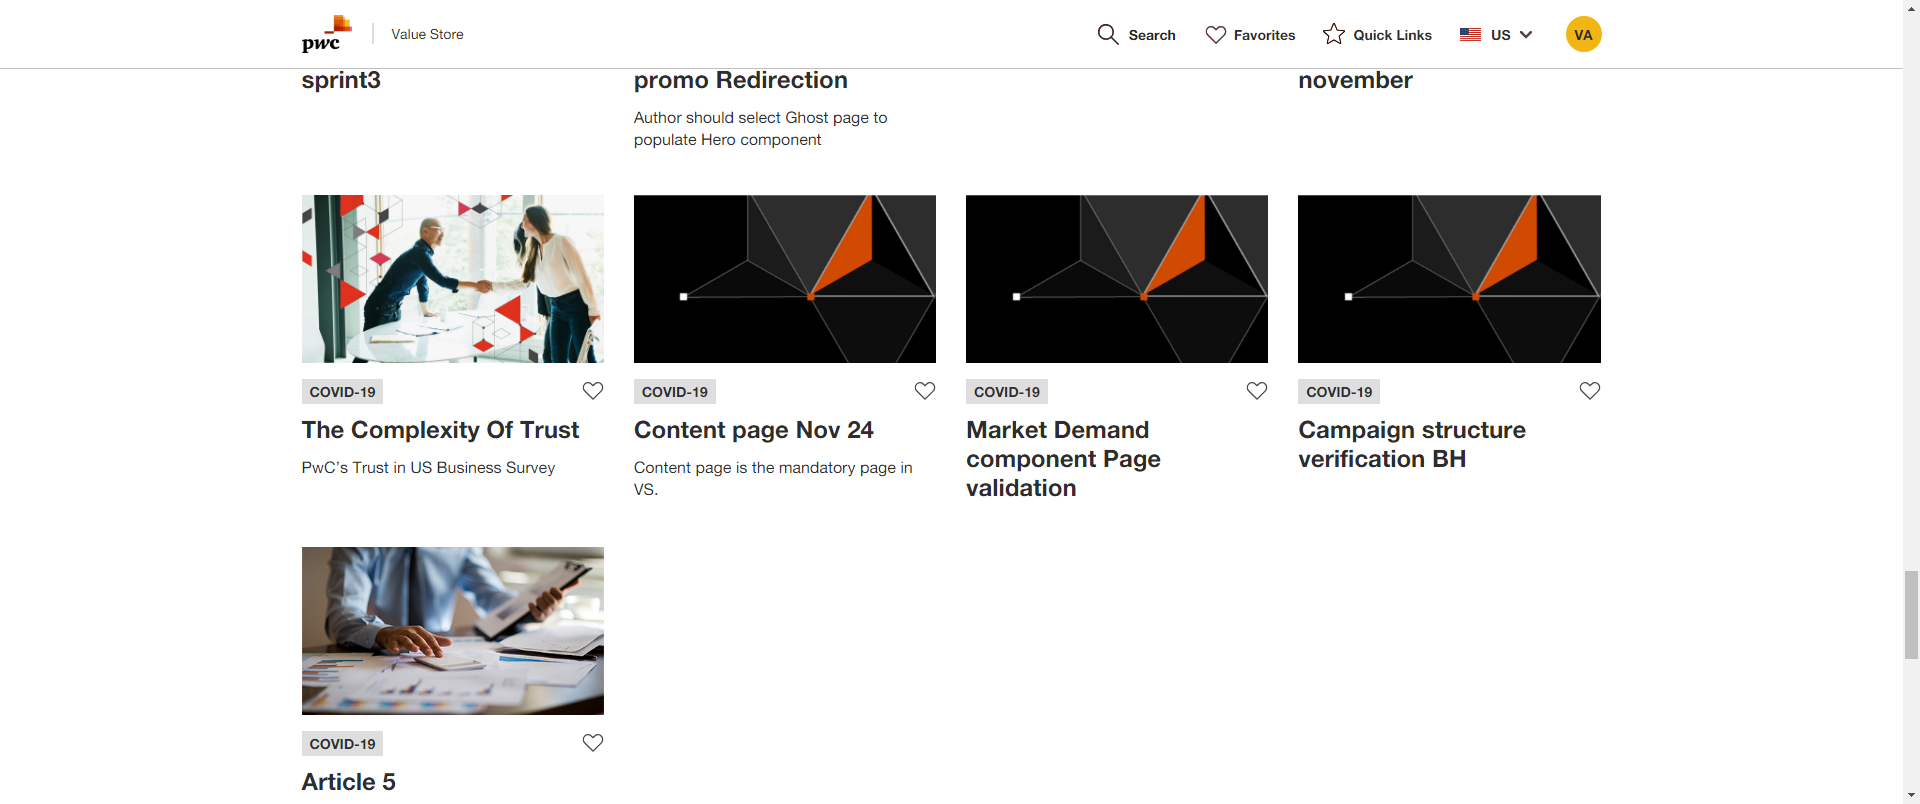 pwc
Value Store
Search
Favorites
Quick Links
US
VA
sprint3
promo Redirection
Author should select Ghost page to
populate Hero component
november
COVID-19
The Complexity Of Trust
PwC’s Trust in US Business Survey
COVID-19
Content page Nov 24
Content page is the mandatory page in
VS.
COVID-19
Market Demand
component Page
validation
COVID-19
Campaign structure
verification BH
COVID-19
Article 5